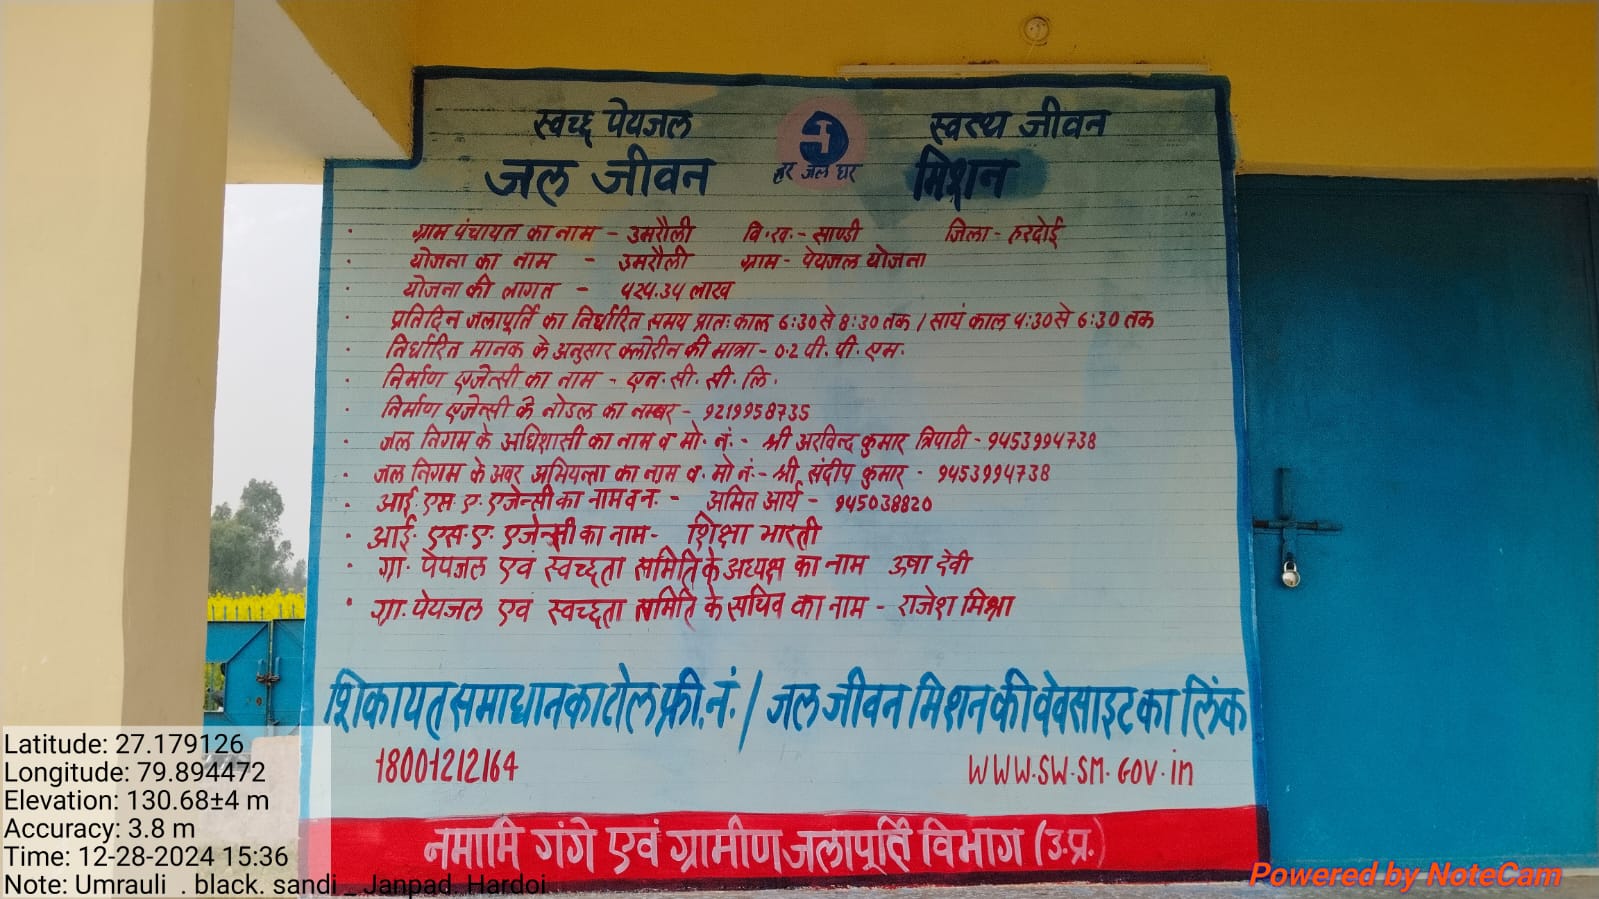 स्वच्छ पेयजल स्वस्थ जीवन
जल जीवन हर जल घर मिशन
• ग्राम पंचायत का नाम - उमरौली वि.ख.- साण्डी जिला- हरदोई
• योजना का नाम - उमरौली ग्राम- पेयजल योजना
• योजना की लागत - ५२५.३५ लाख
• प्रतिदिन जलापूर्ति का निर्धारित समय प्रातः काल 6:30 से 8:30 तक / सायं काल 4:30 से 6:30 तक
• निर्धारित मानक के अनुसार क्लोरीन की मात्रा - 0.2 पी. पी. एम.
• निर्माण एजेन्सी का नाम - एन. सी. सी. लि.
• निर्माण एजेन्सी के नोडल का नम्बर - 9219958735
• जल निगम के अधिशासी का नाम व मो. नं. - श्री अरविन्द कुमार त्रिपाठी - 9453994738
• जल निगम के अवर अभियन्ता का नाम व. मो नं:- श्री संदीप कुमार - 9453994738
• आई. एस. ए. एजेन्सी का नाम व न. - अमित आर्य - 945038820
• आई. एस.ए. एजेन्सी का नाम- शिक्षा भारती
• ग्रा. पेयजल एवं स्वच्छता समिति के अध्यक्ष का नाम उषा देवी
• ग्रा. पेयजल एवं स्वच्छता समिति के सचिव का नाम - राजेश मिश्रा
शिकायत समाधान का टोल फ्री. नं. / जल जीवन मिशन की वेवसाइट का लिंक
18001212164 WWW.SW.SM.GOV.in
नमामि गंगे एवं ग्रामीण जलापूर्ति विभाग (उ.प्र.)
Latitude: 27.179126
Longitude: 79.894472
Elevation: 130.68±4 m
Accuracy: 3.8 m
Time: 12-28-2024 15:36
Note: Umrauli . black. sandi _ Janpad. Hardoi
Powered by NoteCam